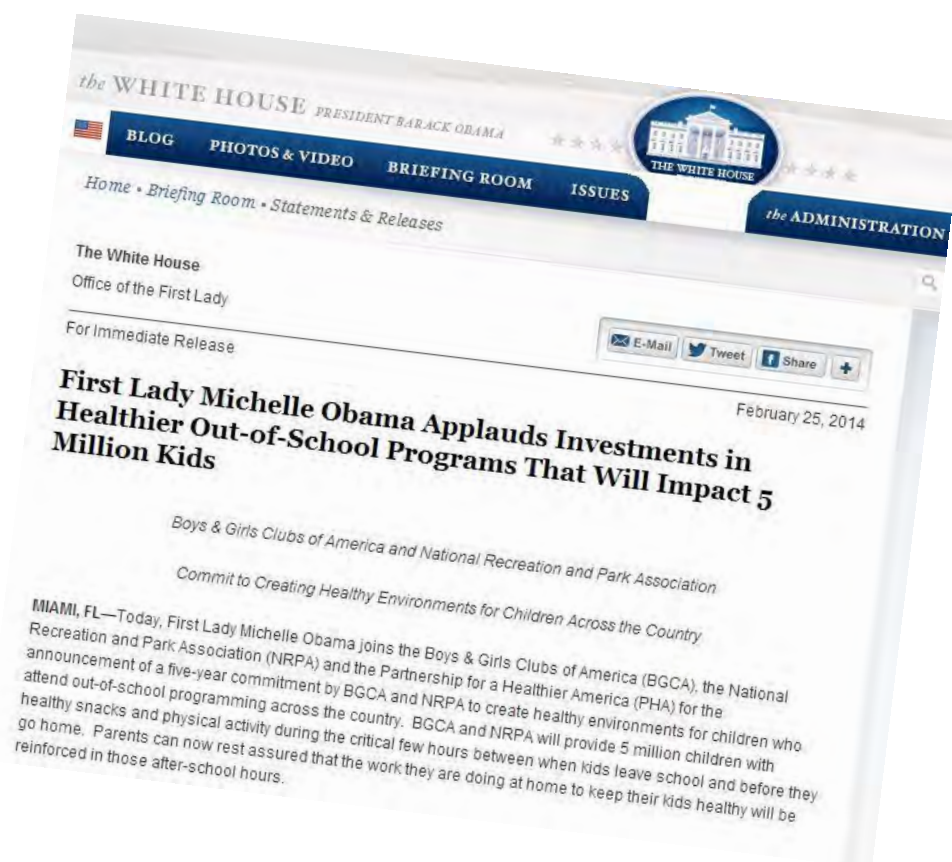 the WHITE HOUSE PRESIDENT BARACK OBAMA
THE WHITE HOUSE
BLOG PHOTOS & VIDEO BRIEFING ROOM ISSUES the ADMINISTRATION
Home • Briefing Room • Statements & Releases
The White House
Office of the First Lady
For Immediate Release
E-Mail Tweet Share +
February 25, 2014
First Lady Michelle Obama Applauds Investments in
Healthier Out-of-School Programs That Will Impact 5
Million Kids
Boys & Girls Clubs of America and National Recreation and Park Association
Commit to Creating Healthy Environments for Children Across the Country
MIAMI, FL—Today, First Lady Michelle Obama joins the Boys & Girls Clubs of America (BGCA), the National
Recreation and Park Association (NRPA) and the Partnership for a Healthier America (PHA) for the
announcement of a five-year commitment by BGCA and NRPA to create healthy environments for children who
attend out-of-school programming across the country. BGCA and NRPA will provide 5 million children with
healthy snacks and physical activity during the critical few hours between when kids leave school and before they
go home. Parents can now rest assured that the work they are doing at home to keep their kids healthy will be
reinforced in those after-school hours.